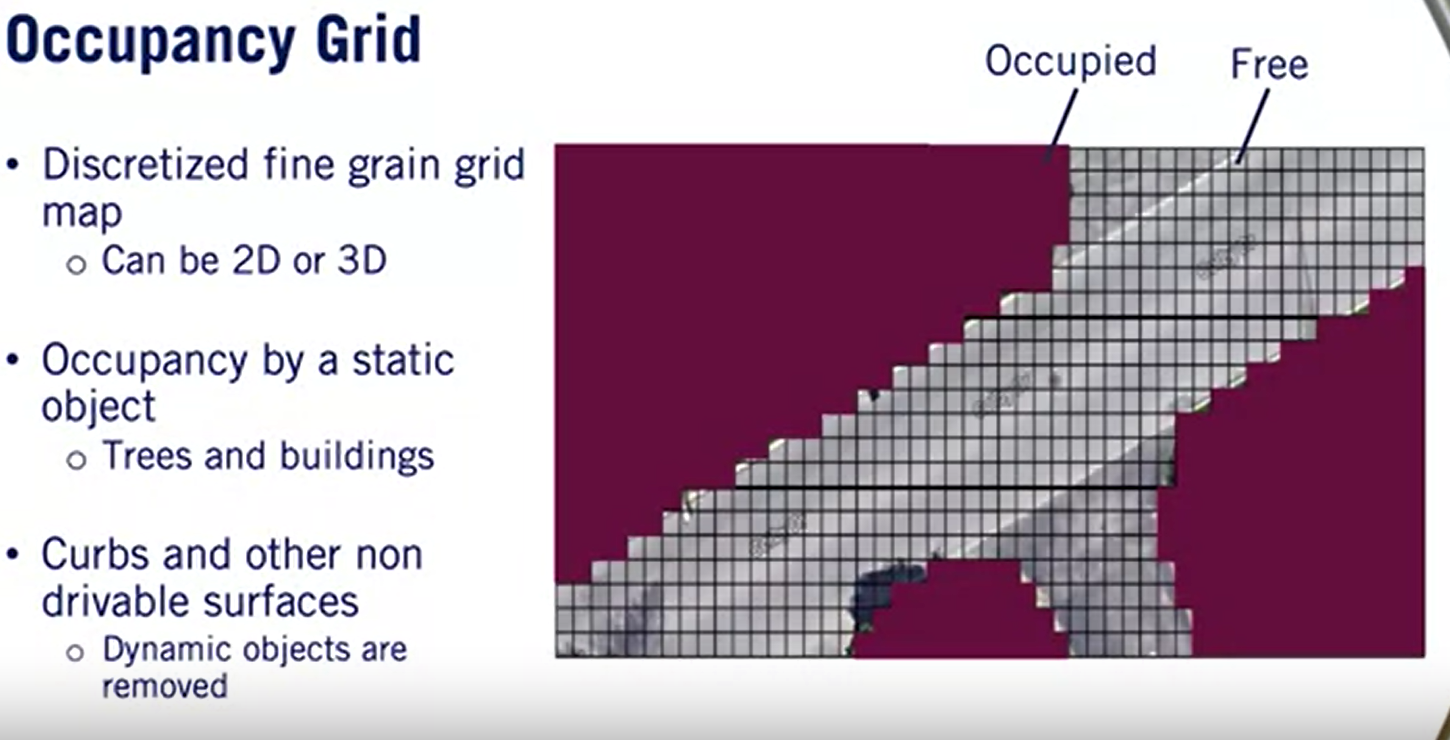 Occupancy Grid
Occupied
Free
• Discretized fine grain grid
map
o Can be 2D or 3D
• Occupancy by a static
object
o Trees and buildings
• Curbs and other non
drivable surfaces
o Dynamic objects are
removed